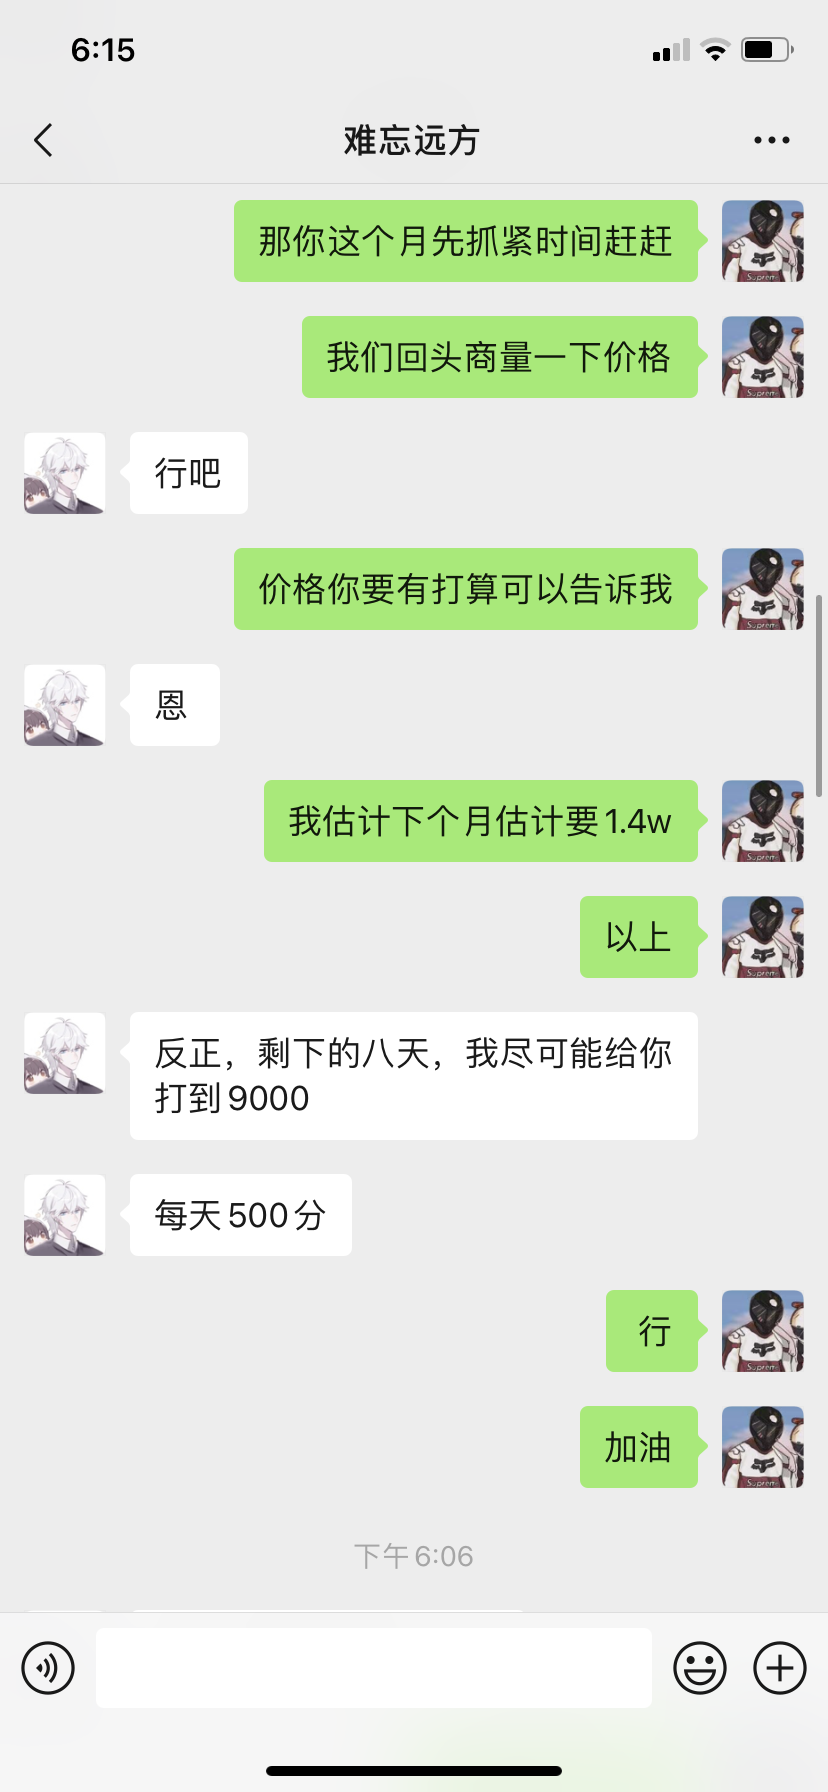 6:15
难忘远方
那你这个月先抓紧时间赶赶
我们回头商量一下价格
行吧
价格你要有打算可以告诉我
恩
我估计下个月估计要1.4w
以上
反正，剩下的八天，我尽可能给你
打到9000
每天500分
行
加油
下午6:06